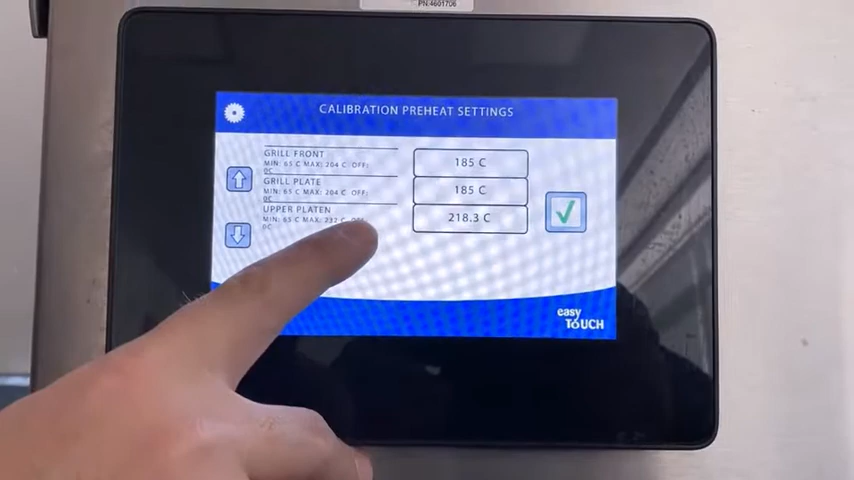 PN:4601706
CALIBRATION PREHEAT SETTINGS
GRILL FRONT
MIN: 65 C MAX: 204 C OFF:
0C
185 C
GRILL PLATE
MIN: 65 C MAX: 204 C OFF:
0C
185 C
UPPER PLATEN
MIN: 65 C MAX: 232 C OFF:
0C
218.3 C
easy
TOUCH